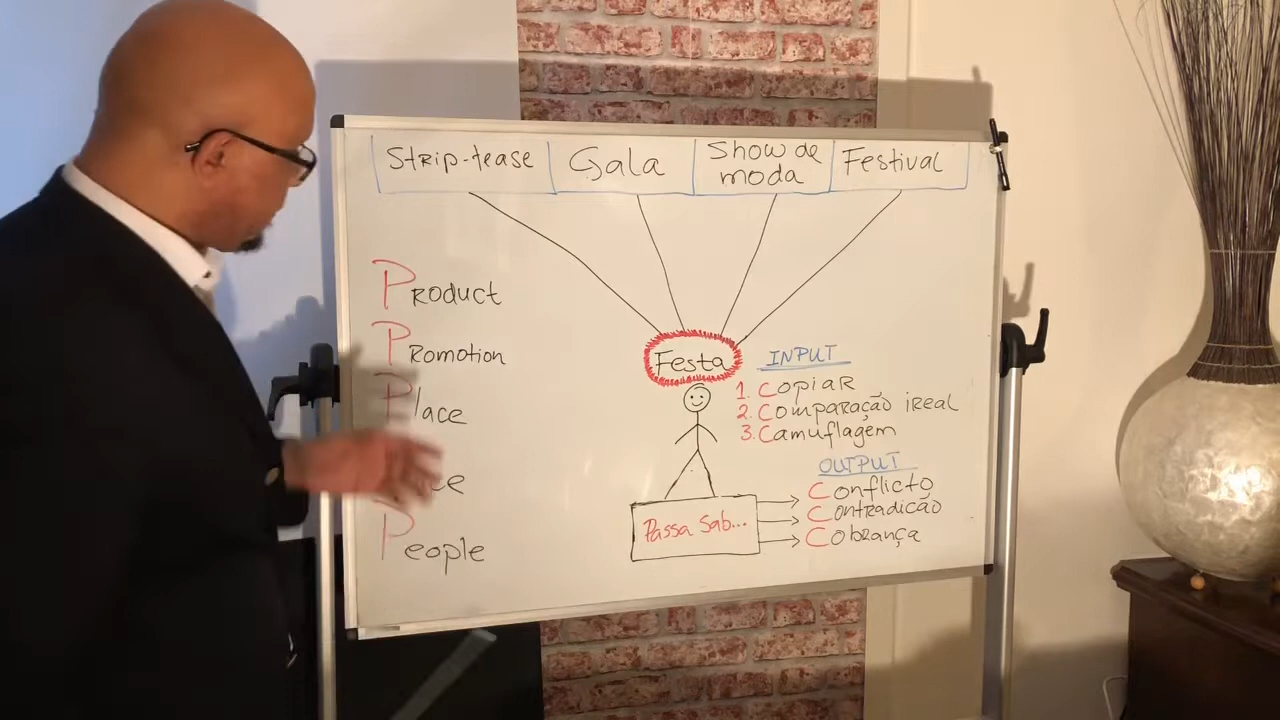 Strip-tease
Gala
Show de
moda
Festival
Product
Promotion
Place
People
Festa
INPUT
1. Copiar
2. Comparação ireal
3. Camuflagem
OUTPUT
Conflicto
Contradicão
Cobrança
Passa Sab...